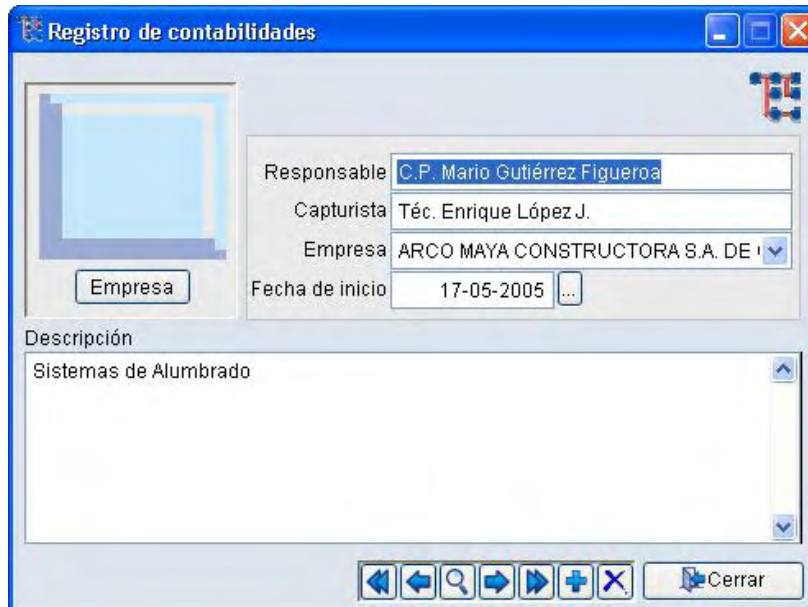 Registro de contabilidades
Responsable C.P. Mario Gutiérrez Figueroa
Capturista Téc. Enrique López J.
Empresa ARCO MAYA CONSTRUCTORA S.A. DE
Empresa
Fecha de inicio 17-05-2005 ...
Descripción
Sistemas de Alumbrado
Cerrar